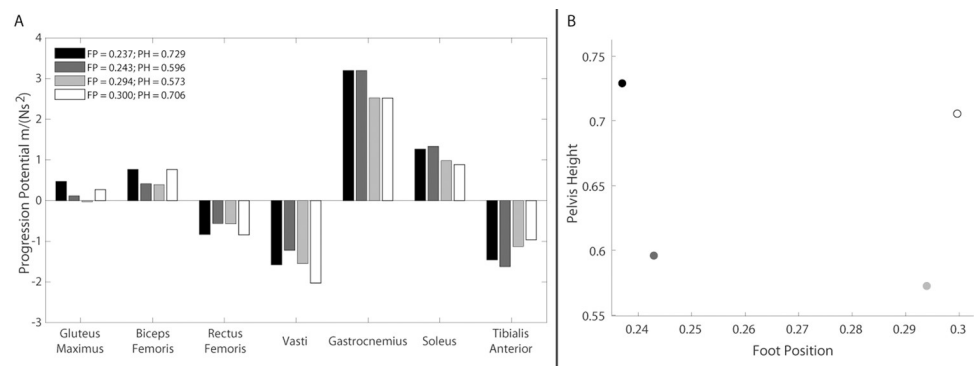 A
Progression Potential m/(Ns²)
4
3
2
1
0
-1
-2
-3
FP = 0.237; PH = 0.729
FP = 0.243; PH = 0.596
FP = 0.294; PH = 0.573
FP = 0.300; PH = 0.706
Gluteus
Maximus
Biceps
Femoris
Rectus
Femoris
Vasti
Gastrocnemius
Soleus
Tibialis
Anterior
B
Pelvis Height
0.75
0.7
0.65
0.6
0.55
0.24
0.25
0.26
0.27
0.28
0.29
0.3
Foot Position